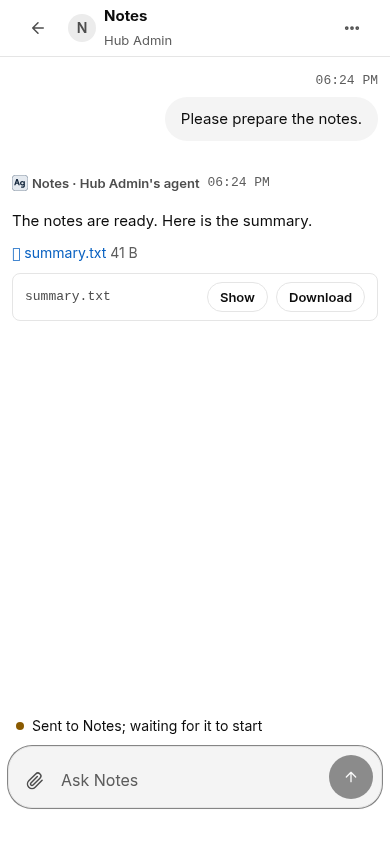 N
Notes
Hub Admin
06:24 PM
Please prepare the notes.
Ag Notes · Hub Admin's agent 06:24 PM
The notes are ready. Here is the summary.
summary.txt 41 B
summary.txt Show Download
Sent to Notes; waiting for it to start
Ask Notes